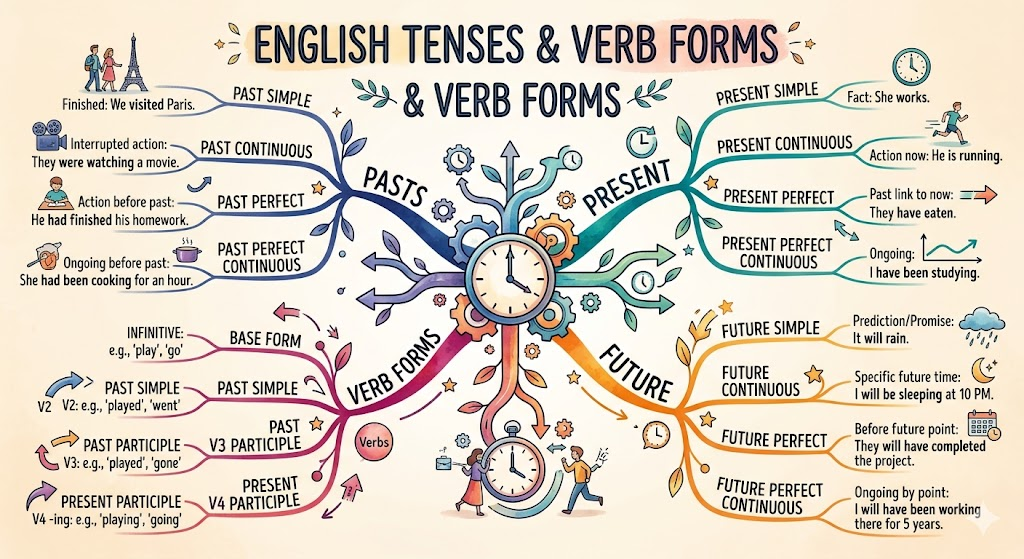 ENGLISH TENSES & VERB FORMS
& VERB FORMS
PASTS
PAST SIMPLE
Finished: We visited Paris.
PAST CONTINUOUS
Interrupted action:
They were watching a movie.
PAST PERFECT
Action before past:
He had finished his homework.
PAST PERFECT
CONTINUOUS
Ongoing before past:
She had been cooking for an hour.
PRESENT
PRESENT SIMPLE
Fact: She works.
PRESENT CONTINUOUS
Action now: He is running.
PRESENT PERFECT
Past link to now:
They have eaten.
PRESENT PERFECT
CONTINUOUS
Ongoing:
I have been studying.
VERB FORMS
BASE FORM
INFINITIVE:
e.g., 'play', 'go'
PAST SIMPLE
PAST SIMPLE
V2
V2: e.g., 'played', 'went'
PAST
V3 PARTICIPLE
PAST PARTICIPLE
V3: e.g., 'played', 'gone'
PRESENT
V4 PARTICIPLE
PRESENT PARTICIPLE
V4 -ing: e.g., 'playing', 'going'
Verbs
FUTURE
FUTURE SIMPLE
Prediction/Promise:
It will rain.
FUTURE
CONTINUOUS
Specific future time:
I will be sleeping at 10 PM.
FUTURE PERFECT
Before future point:
They will have completed
the project.
FUTURE PERFECT
CONTINUOUS
Ongoing by point:
I will have been working
there for 5 years.